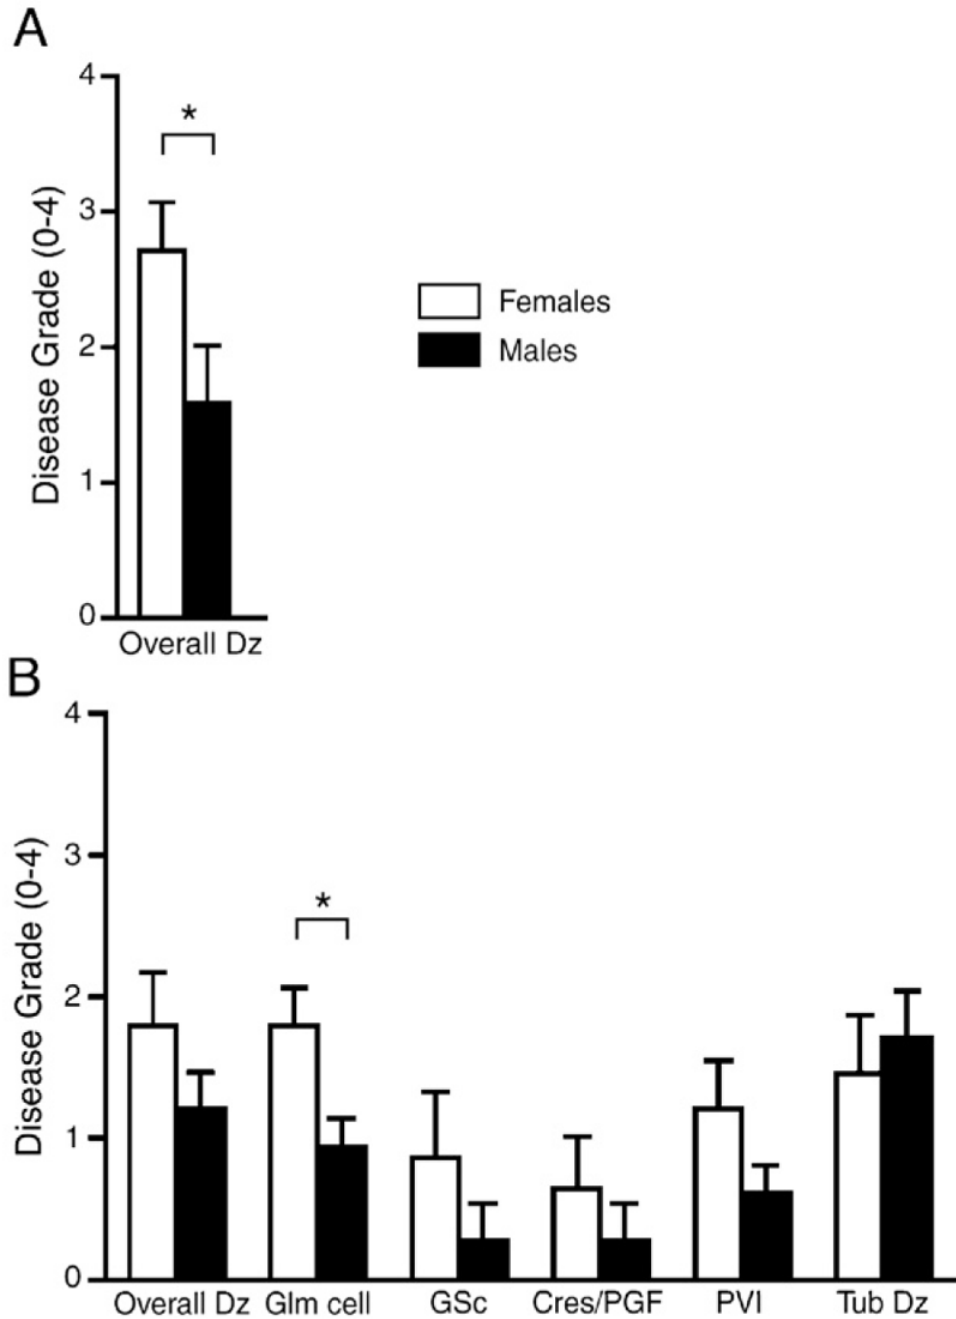 A
4
*
3
2
1
0
Disease Grade (0-4)
Females
Males
Overall Dz
B
4
3
*
2
1
0
Disease Grade (0-4)
Overall Dz Glm cell GSc Cres/PGF PVI Tub Dz